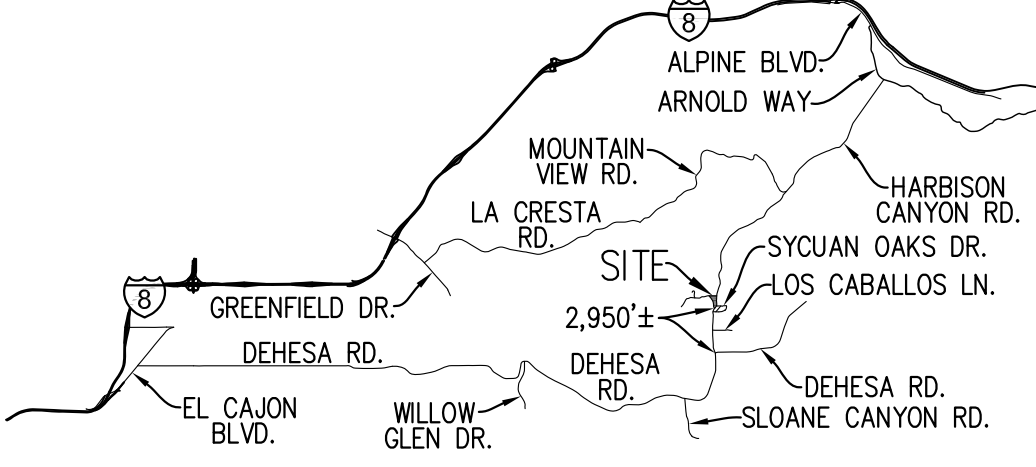 8
ALPINE BLVD.
ARNOLD WAY
MOUNTAIN
VIEW RD.
HARBISON
CANYON RD.
LA CRESTA
RD.
SYCUAN OAKS DR.
SITE
LOS CABALLOS LN.
8
GREENFIELD DR.
2,950'±
DEHESA RD.
DEHESA
RD.
DEHESA RD.
EL CAJON
BLVD.
WILLOW
GLEN DR.
SLOANE CANYON RD.